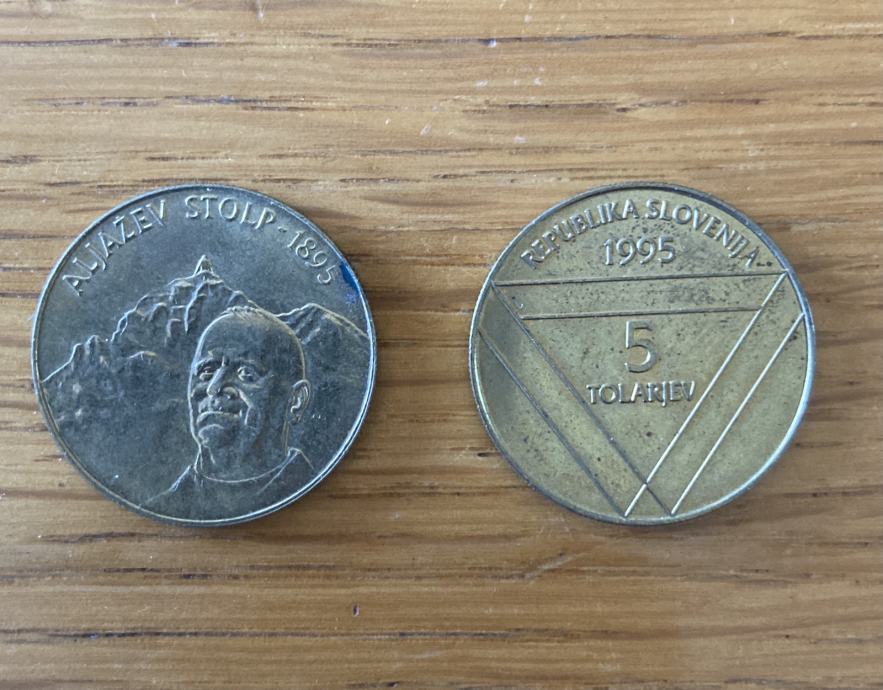 ALJAŽEV STOLP · 1895
REPUBLIKA SLOVENIJA
1995
5
TOLARJEV